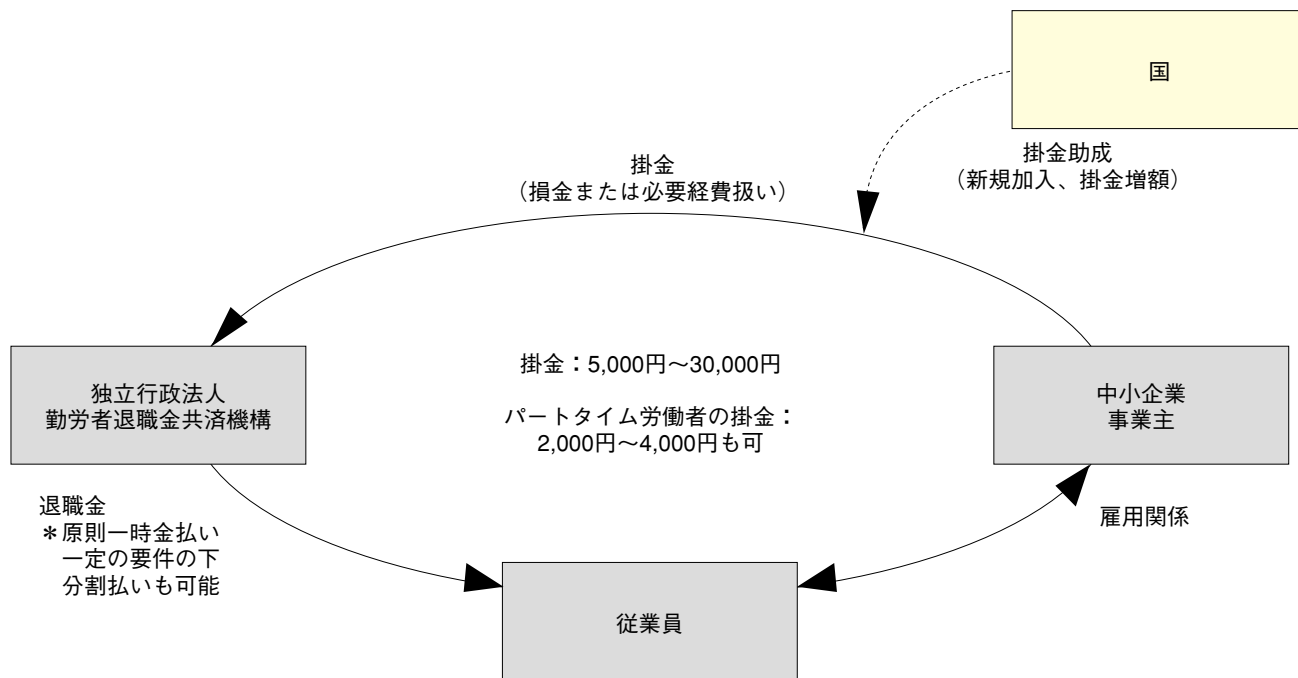 国
掛金助成
（新規加入、掛金増額）
掛金
（損金または必要経費扱い）
独立行政法人
勤労者退職金共済機構
掛金：5,000円～30,000円
パートタイム労働者の掛金：
2,000円～4,000円も可
中小企業
事業主
退職金
＊原則一時金払い
一定の要件の下
分割払いも可能
雇用関係
従業員